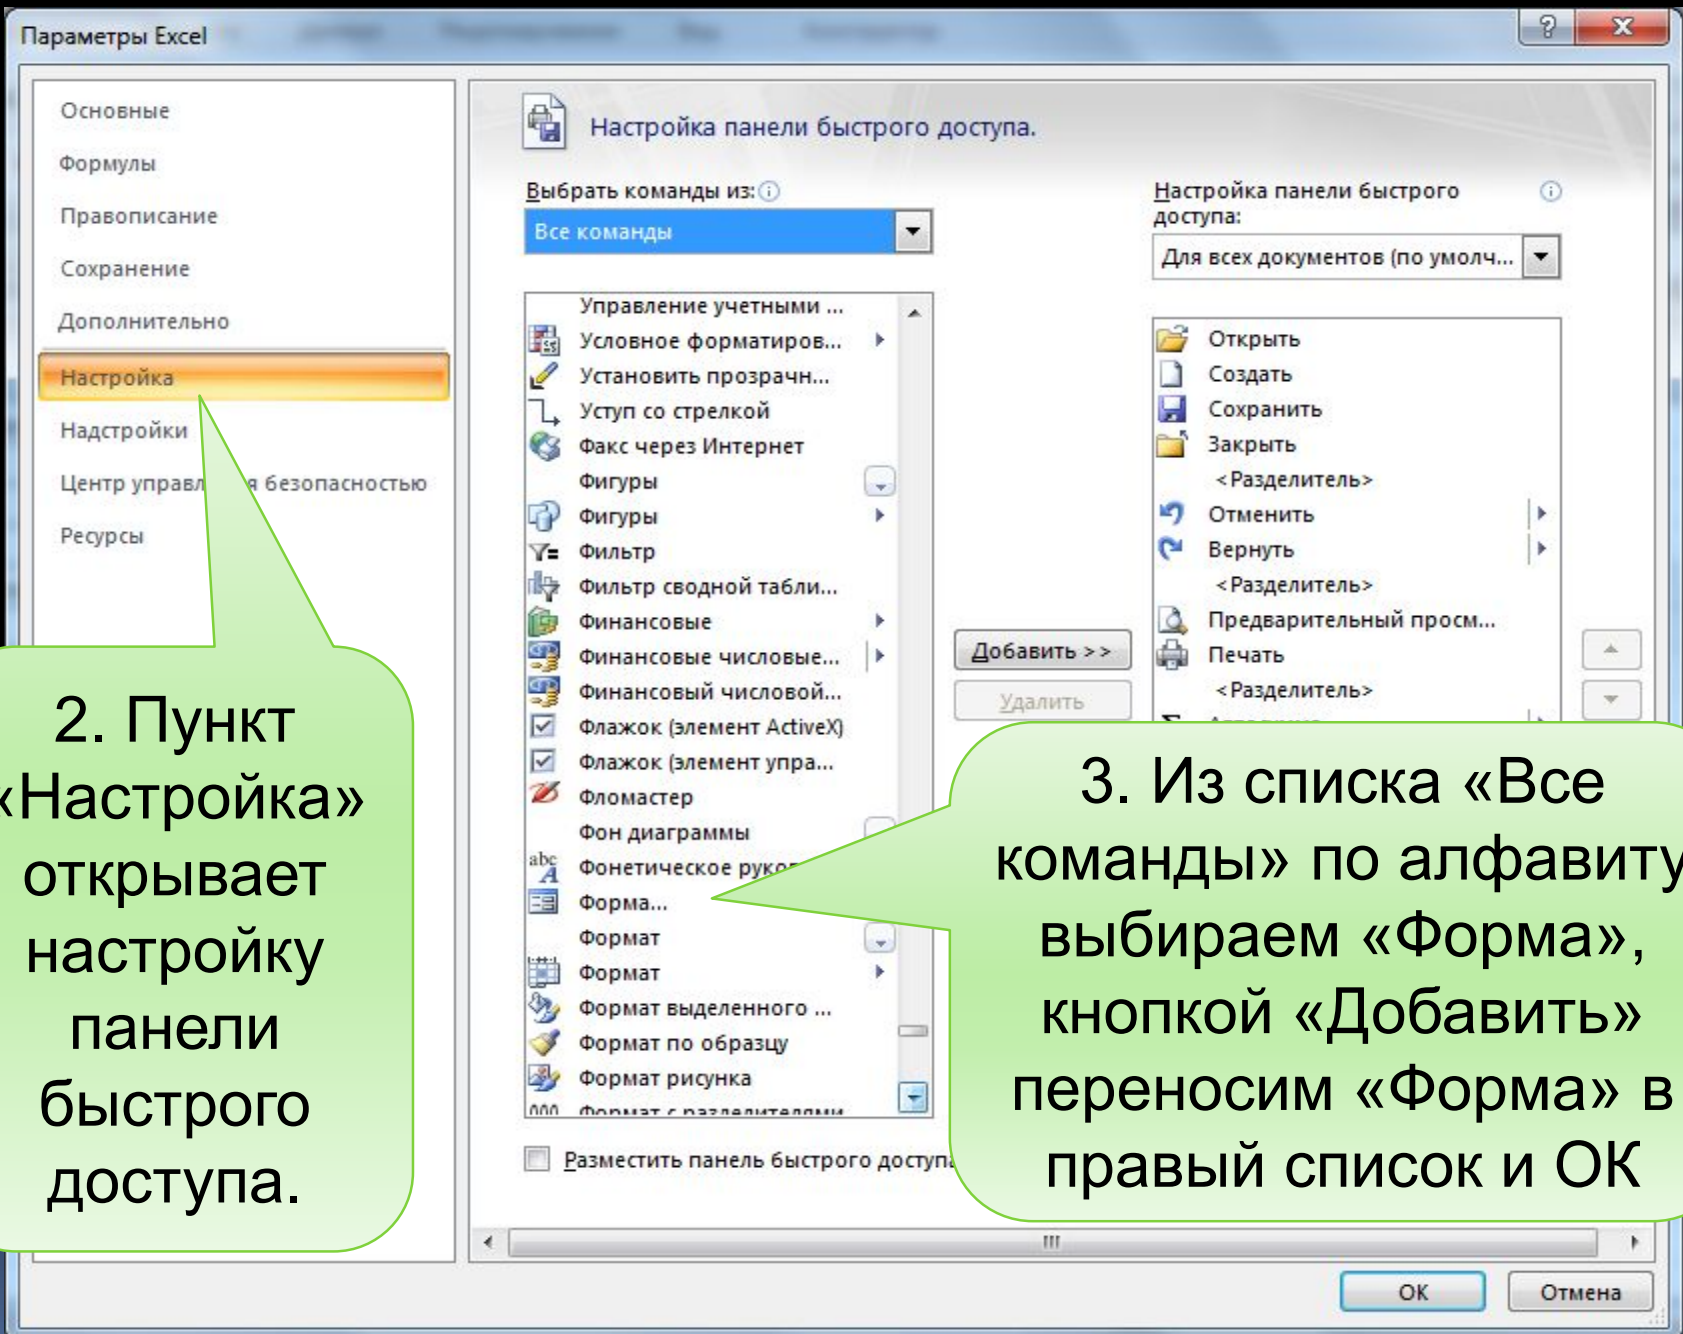 Параметры Excel
Основные
Формулы
Правописание
Сохранение
Дополнительно
Настройка
Надстройки
Центр безопасностью
Ресурсы
Настройка панели быстрого доступа.
Выбрать команды из:
Все команды
Управление учетными ...
Условное форматиров...
Установить прозрачн...
Уступ со стрелкой
Факс через Интернет
Фигуры
Фигуры
Фильтр
Фильтр сводной табли...
Финансовые
Финансовые числовые...
Финансовый числовой...
Флажок (элемент ActiveX)
Флажок (элемент упра...
Фломастер
Фон диаграммы
Фонетическое
Форма...
Формат
Формат
Формат выделенного ...
Формат по образцу
Формат рисунка
Формат с разделителями
Разместить панель быстрого
Добавить >>
Удалить
Настройка панели быстрого
доступа:
Для всех документов (по умолч...
Открыть
Создать
Сохранить
Закрыть
<Разделитель>
Отменить
Вернуть
<Разделитель>
Предварительный просм...
Печать
<Разделитель>
2. Пункт
«Настройка»
открывает
настройку
панели
быстрого
доступа.
3. Из списка «Все
команды» по алфавиту
выбираем «Форма»,
кнопкой «Добавить»
переносим «Форма» в
правый список и ОК
ОК
Отмена